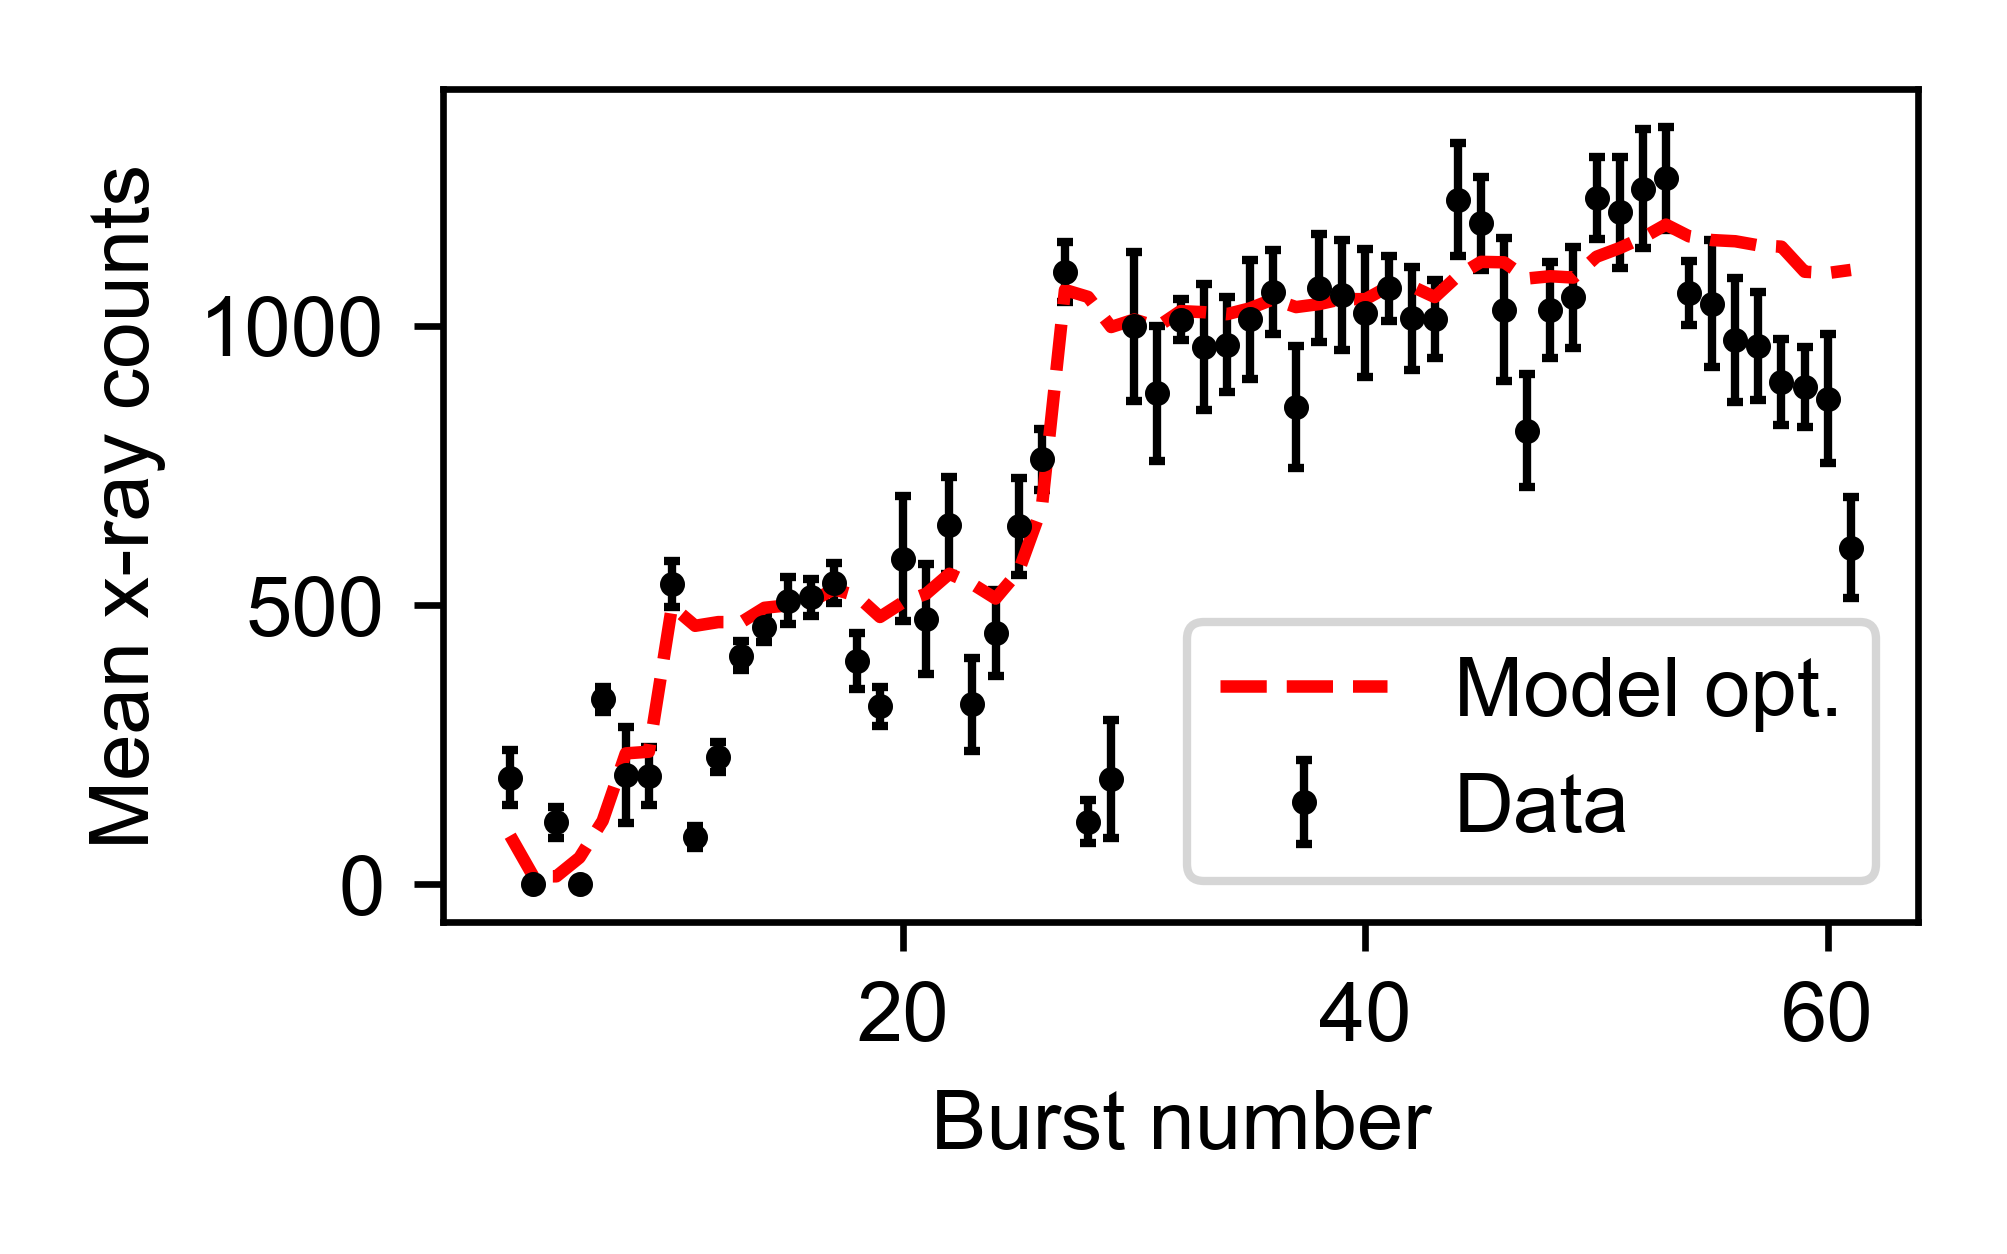 Mean x-ray counts
1000
500
0
Model opt.
Data
20 40 60
Burst number